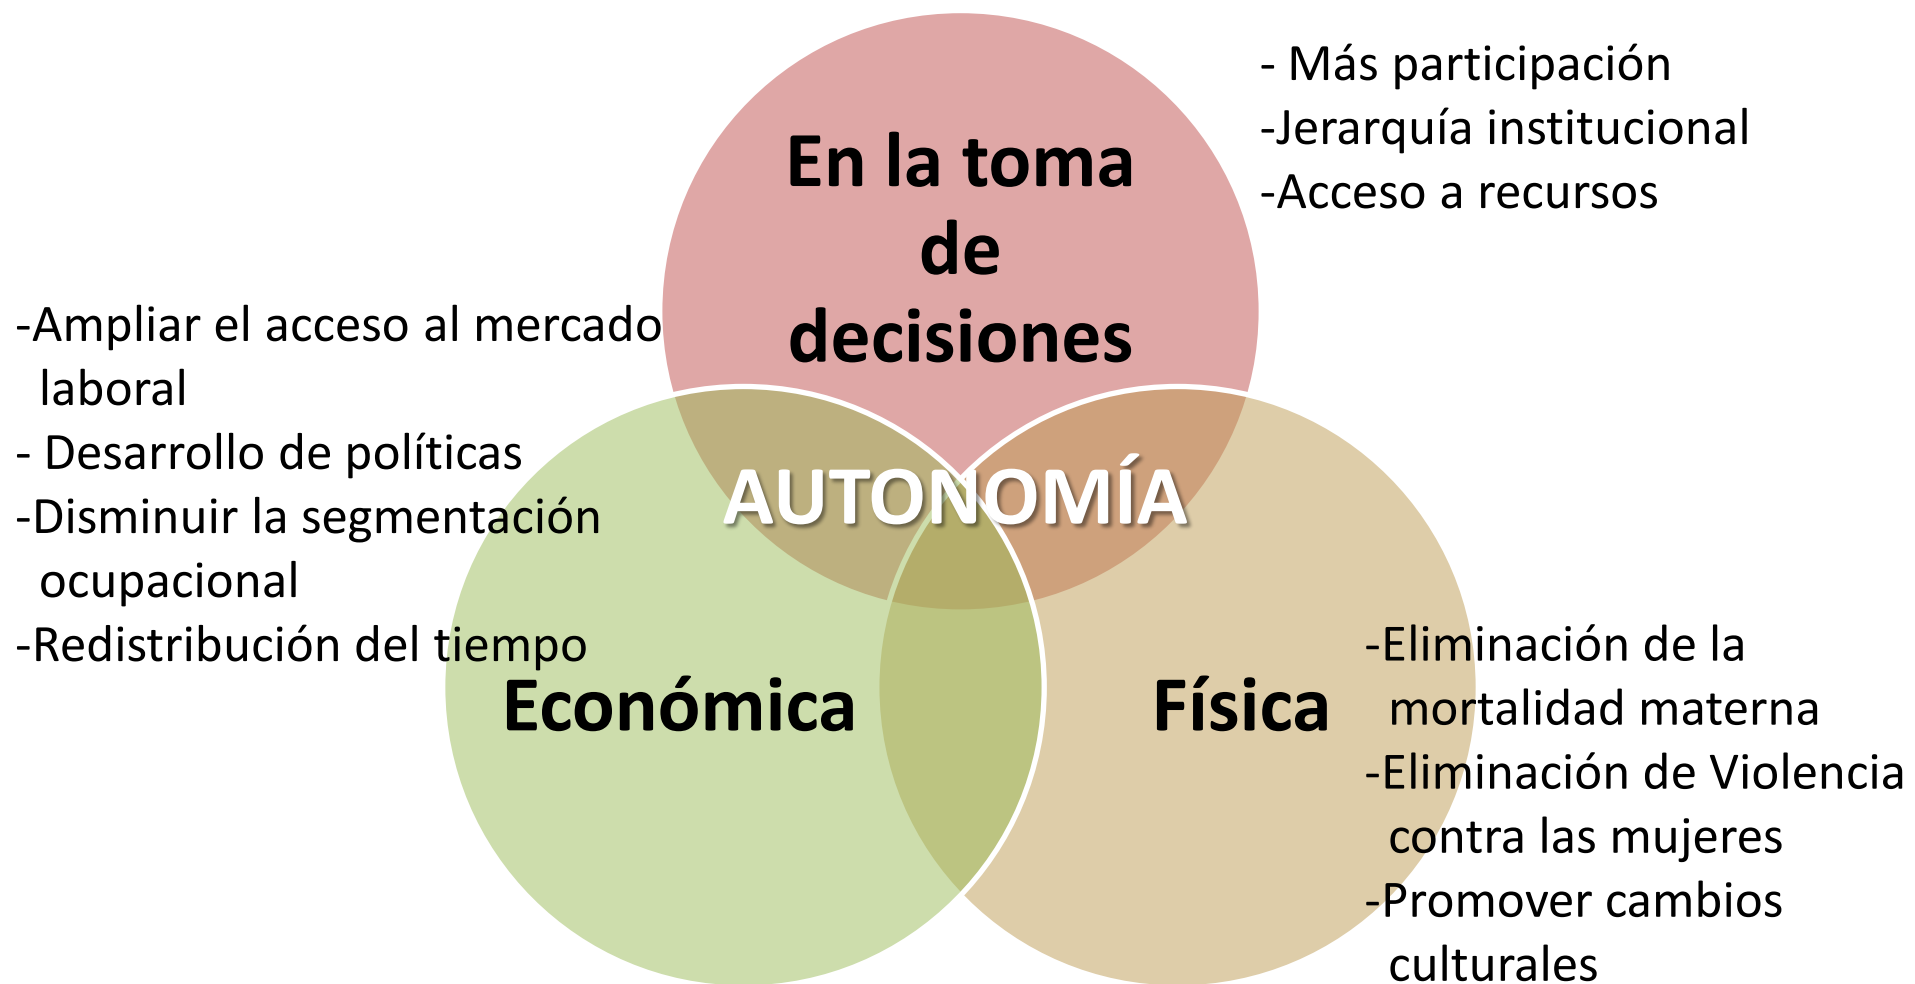 - Más participación
-Jerarquía institucional
-Acceso a recursos
En la toma
de
decisiones
-Ampliar el acceso al mercado
laboral
- Desarrollo de políticas
-Disminuir la segmentación
ocupacional
-Redistribución del tiempo
AUTONOMÍA
Económica
Física
-Eliminación de la
mortalidad materna
-Eliminación de Violencia
contra las mujeres
-Promover cambios
culturales